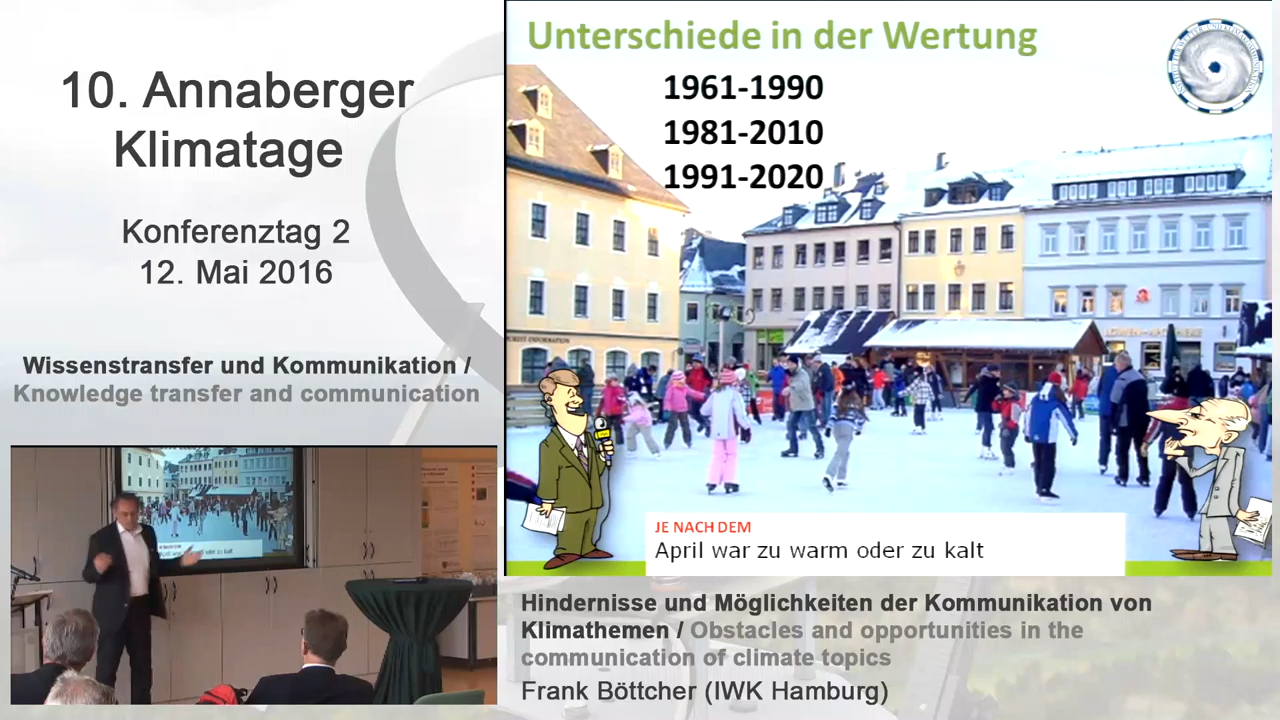 10. Annaberger
Klimatage
Konferenztag 2
12. Mai 2016
Wissenstransfer und Kommunikation /
Knowledge transfer and communication
Unterschiede in der Wertung
1961-1990
1981-2010
1991-2020
JE NACH DEM
April war zu warm oder zu kalt
Hindernisse und Möglichkeiten der Kommunikation von
Klimathemen / Obstacles and opportunities in the
communication of climate topics
Frank Böttcher (IWK Hamburg)